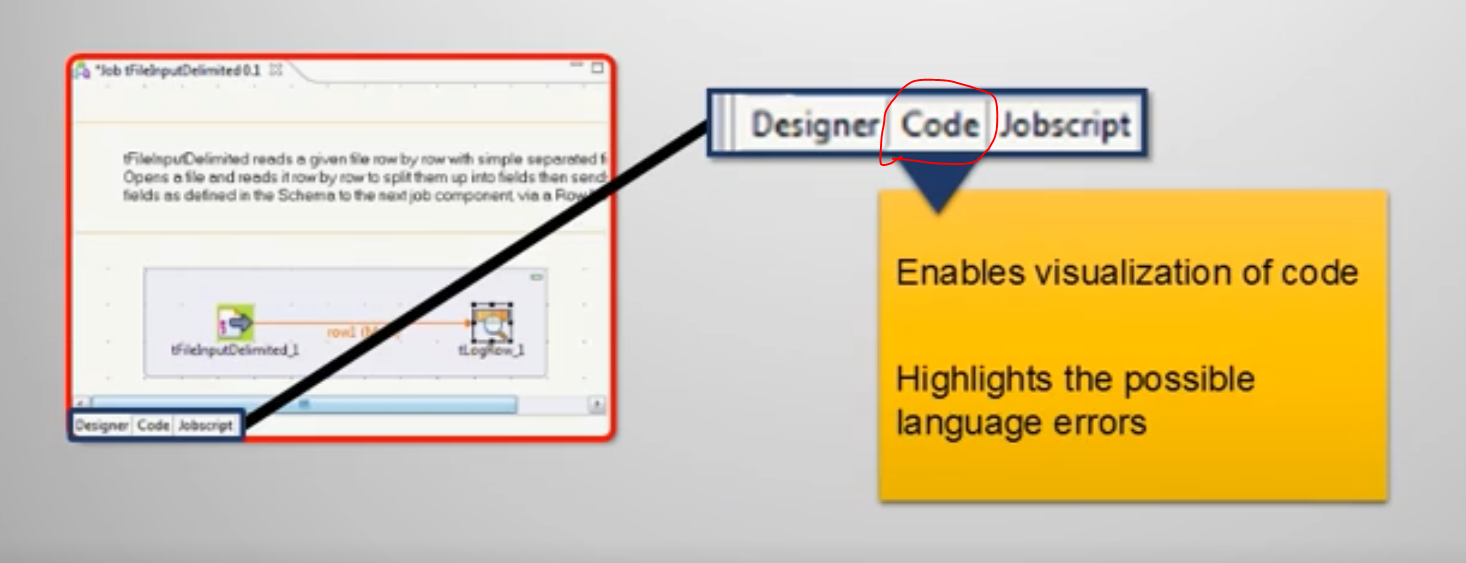 *Job tFileInputDelimited 0.1
tFileInputDelimited reads a given file row by row with simple separated fi
Opens a file and reads it row by row to split them up into fields then send
fields as defined in the Schema to the next job component, via a Row
row1
tFileInputDelimited_1
tLogRow_1
Designer Code Jobscript
Designer Code Jobscript
Enables visualization of code
Highlights the possible
language errors